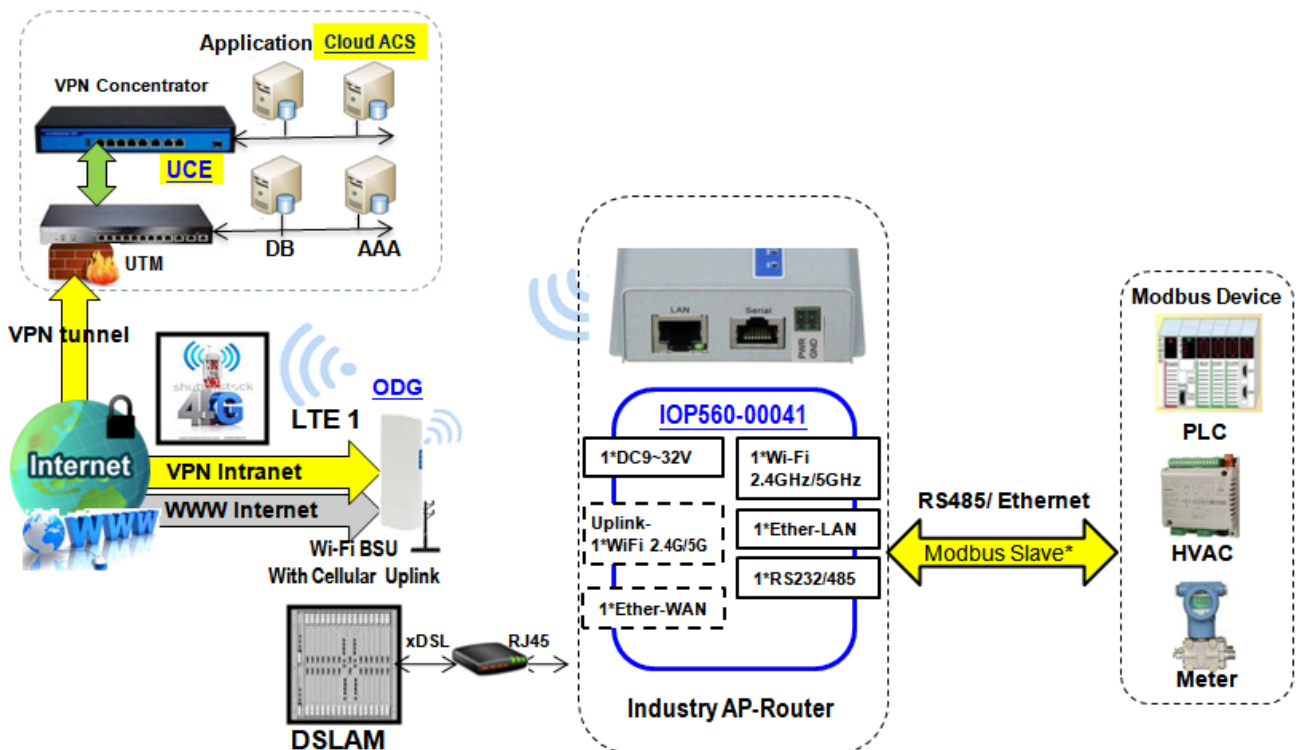 Application Cloud ACS
VPN Concentrator
UCE
UTM
DB
AAA
VPN tunnel
shutterstock
4G
LTE 1
ODG
Internet
VPN Intranet
WWW Internet
WWW
Wi-Fi BSU
With Cellular Uplink
xDSL
RJ45
DSLAM
LAN
Serial
PWR
GND
IOP560-00041
1*DC9~32V
1*Wi-Fi
2.4GHz/5GHz
Uplink-
1*WiFi 2.4G/5G
1*Ether-LAN
1*Ether-WAN
1*RS232/485
Industry AP-Router
RS485/ Ethernet
Modbus Slave*
Modbus Device
PLC
HVAC
Meter